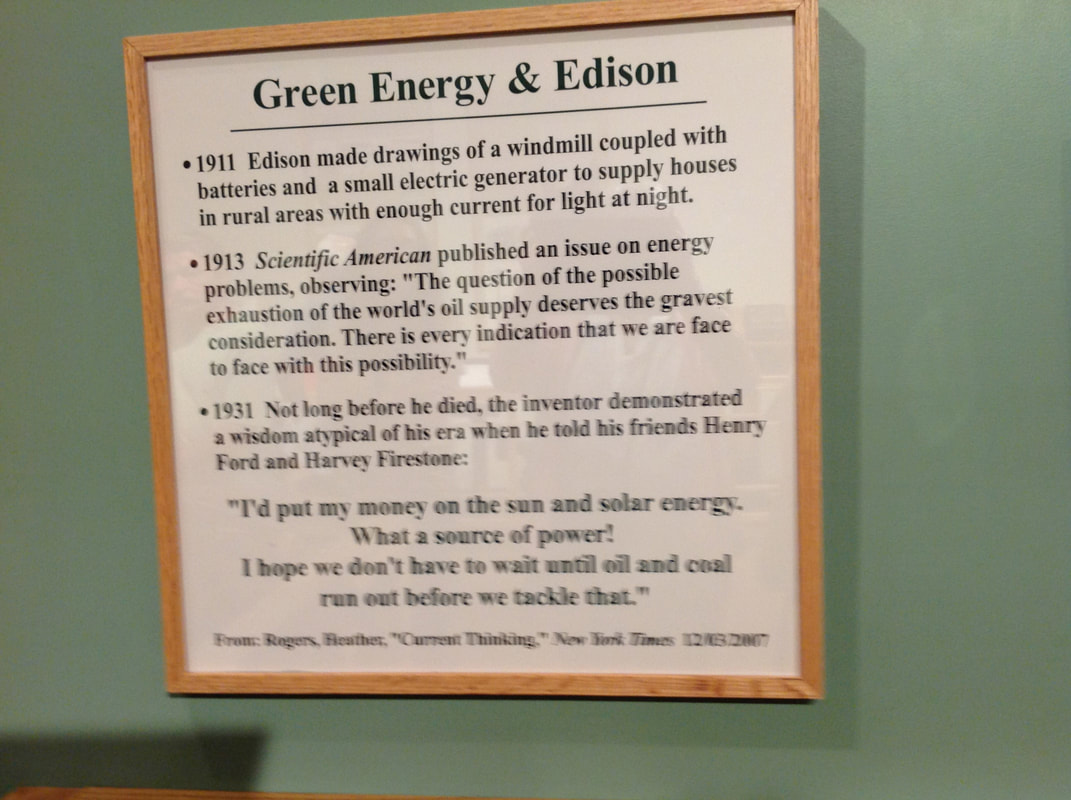 Green Energy & Edison
• 1911 Edison made drawings of a windmill coupled with
batteries and a small electric generator to supply houses
in rural areas with enough current for light at night.
• 1913 Scientific American published an issue on energy
problems, observing: "The question of the possible
exhaustion of the world's oil supply deserves the gravest
consideration. There is every indication that we are face
to face with this possibility."
• 1931 Not long before he died, the inventor demonstrated
a wisdom atypical of his era when he told his friends Henry
Ford and Harvey Firestone:
"I'd put my money on the sun and solar energy.
What a source of power!
I hope we don't have to wait until oil and coal
run out before we tackle that."
From: Rogers, Heather, "Current Thinking," New York Times 12/03/2007